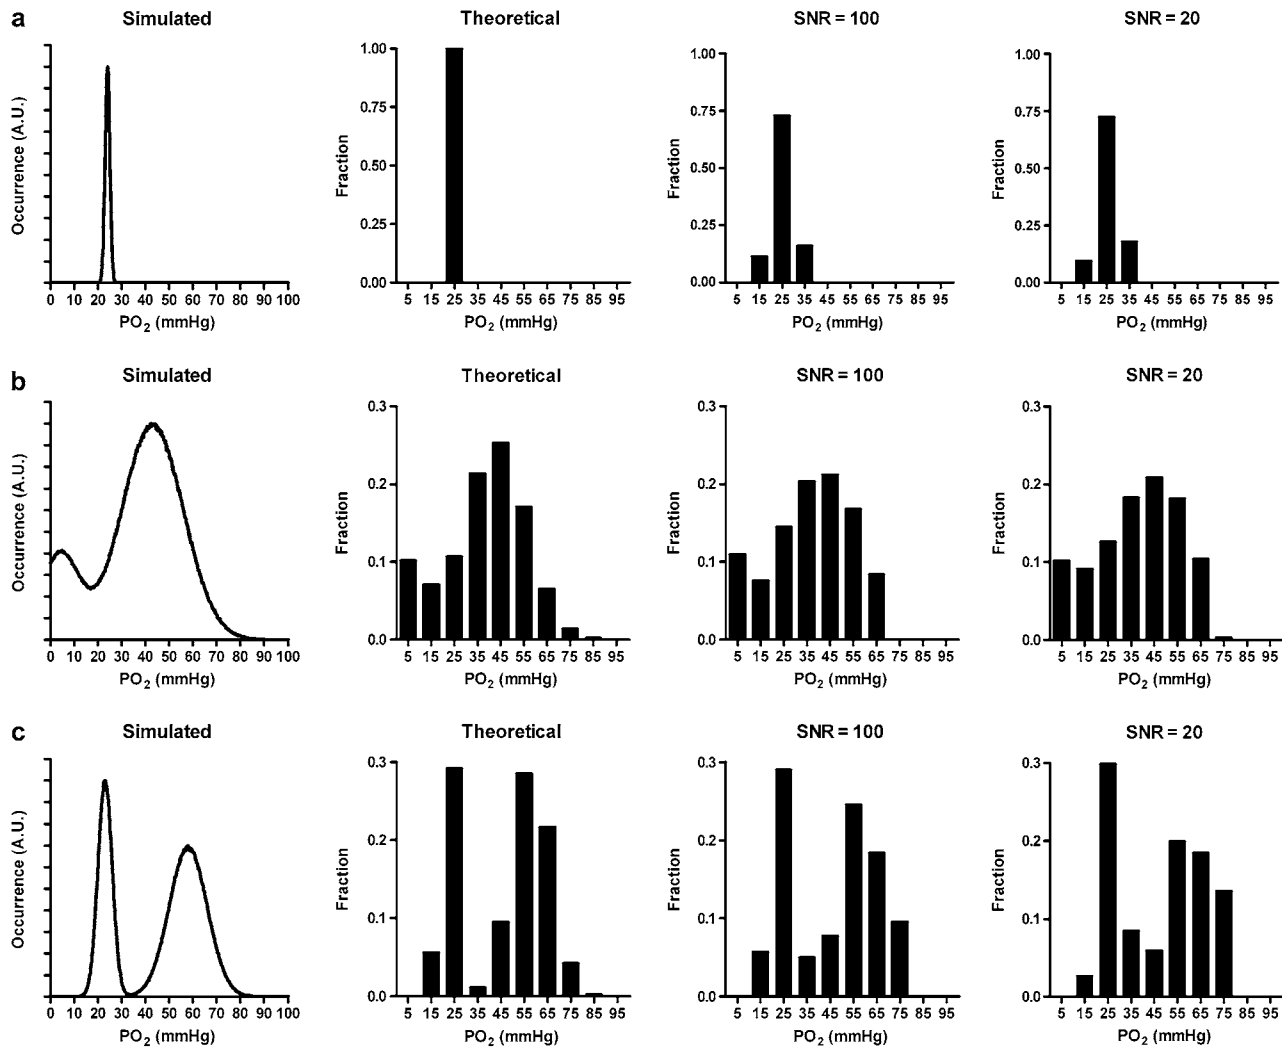 a
Simulated
Theoretical
SNR = 100
SNR = 20
Occurrence (A.U.)
0 10 20 30 40 50 60 70 80 90 100
PO2 (mmHg)
Fraction
1.00
0.75
0.50
0.25
0.00
5 15 25 35 45 55 65 75 85 95
PO2 (mmHg)
Fraction
1.00
0.75
0.50
0.25
0.00
5 15 25 35 45 55 65 75 85 95
PO2 (mmHg)
Fraction
1.00
0.75
0.50
0.25
0.00
5 15 25 35 45 55 65 75 85 95
PO2 (mmHg)
b
Simulated
Theoretical
SNR = 100
SNR = 20
Occurrence (A.U.)
0 10 20 30 40 50 60 70 80 90 100
PO2 (mmHg)
Fraction
0.3
0.2
0.1
0.0
5 15 25 35 45 55 65 75 85 95
PO2 (mmHg)
Fraction
0.3
0.2
0.1
0.0
5 15 25 35 45 55 65 75 85 95
PO2 (mmHg)
Fraction
0.3
0.2
0.1
0.0
5 15 25 35 45 55 65 75 85 95
PO2 (mmHg)
c
Simulated
Theoretical
SNR = 100
SNR = 20
Occurrence (A.U.)
0 10 20 30 40 50 60 70 80 90 100
PO2 (mmHg)
Fraction
0.3
0.2
0.1
0.0
5 15 25 35 45 55 65 75 85 95
PO2 (mmHg)
Fraction
0.3
0.2
0.1
0.0
5 15 25 35 45 55 65 75 85 95
PO2 (mmHg)
Fraction
0.3
0.2
0.1
0.0
5 15 25 35 45 55 65 75 85 95
PO2 (mmHg)